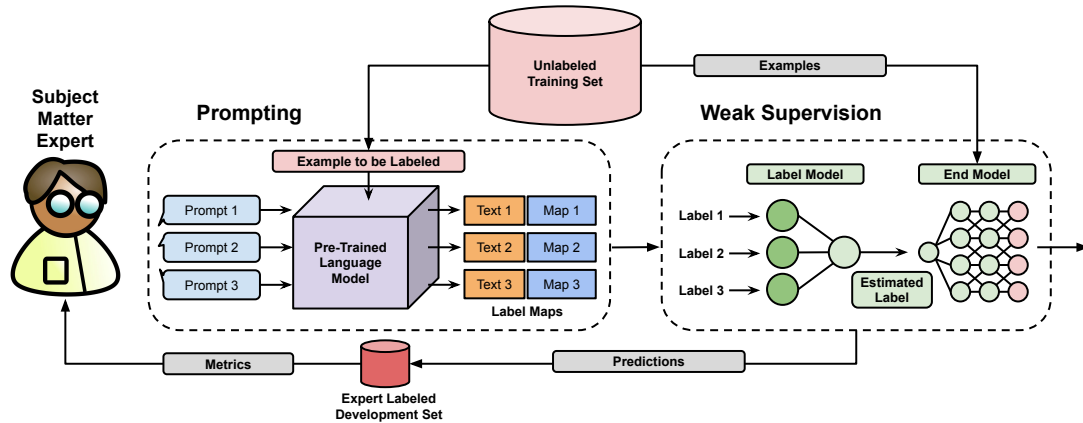 Unlabeled
Training Set
Examples
Subject
Matter
Expert
Prompting
Weak Supervision
Example to be Labeled
Prompt 1
Prompt 2
Prompt 3
Pre-Trained
Language
Model
Text 1 Map 1
Text 2 Map 2
Text 3 Map 3
Label Maps
Label Model
End Model
Label 1
Label 2
Label 3
Estimated
Label
Metrics
Predictions
Expert Labeled
Development Set